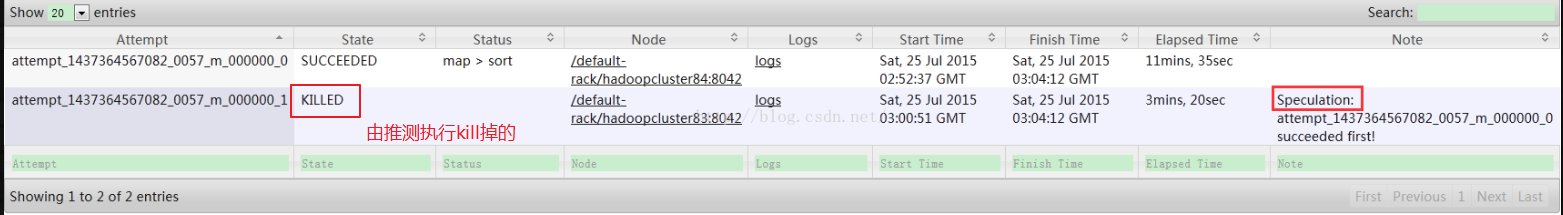 Show 20 entries Search:
Attempt State Status Node Logs Start Time Finish Time Elapsed Time Note
attempt_1437364567082_0057_m_000000_0 SUCCEEDED map > sort /default- logs Sat, 25 Jul 2015 Sat, 25 Jul 2015 11mins, 35sec
rack/hadoopcluster84:8042 02:52:37 GMT 03:04:12 GMT
attempt_1437364567082_0057_m_000000_1 KILLED /default- logs Sat, 25 Jul 2015 Sat, 25 Jul 2015 3mins, 20sec Speculation:
rack/hadoopcluster83:8042 03:00:51 GMT 03:04:12 GMT attempt_1437364567082_0057_m_000000_0
succeeded first!
由推测执行kill掉的
//blog.csdn.net
Attempt State Status Node Logs Start Time Finish Time Elapsed Time Note
Showing 1 to 2 of 2 entries First Previous 1 Next Last